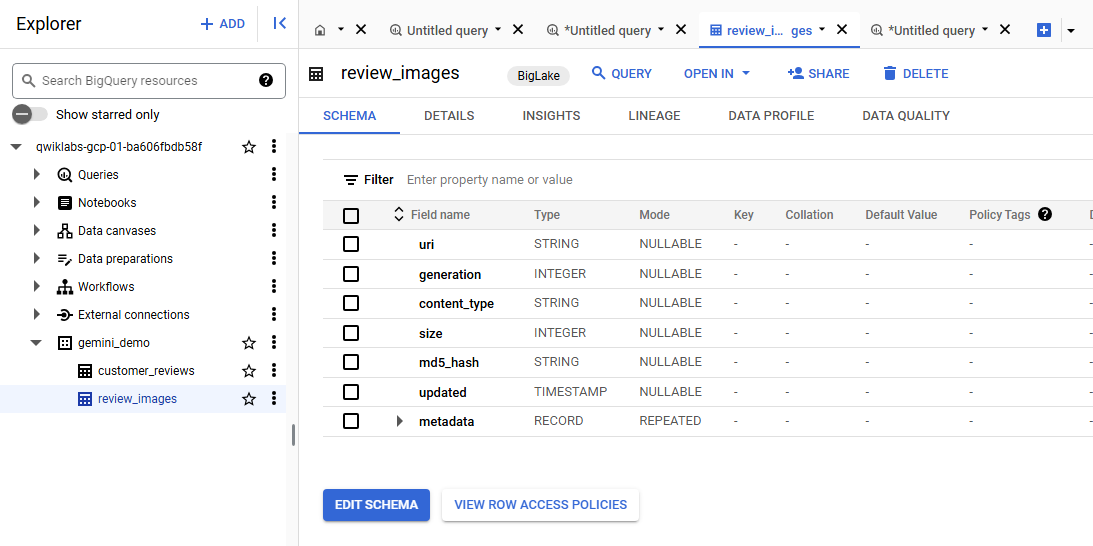 Explorer
+ ADD
Untitled query
*Untitled query
review_i... ges
*Untitled query
Search BigQuery resources
?
Show starred only
review_images
BigLake
QUERY
OPEN IN
SHARE
DELETE
SCHEMA
DETAILS
INSIGHTS
LINEAGE
DATA PROFILE
DATA QUALITY
qwiklabs-gcp-01-ba606fbdb58f
Queries
Notebooks
Data canvases
Data preparations
Workflows
External connections
gemini_demo
customer_reviews
review_images
Filter Enter property name or value
Field name Type Mode Key Collation Default Value Policy Tags ?
uri STRING NULLABLE - - - -
generation INTEGER NULLABLE - - - -
content_type STRING NULLABLE - - - -
size INTEGER NULLABLE - - - -
md5_hash STRING NULLABLE - - - -
updated TIMESTAMP NULLABLE - - - -
metadata RECORD REPEATED - - - -
EDIT SCHEMA
VIEW ROW ACCESS POLICIES